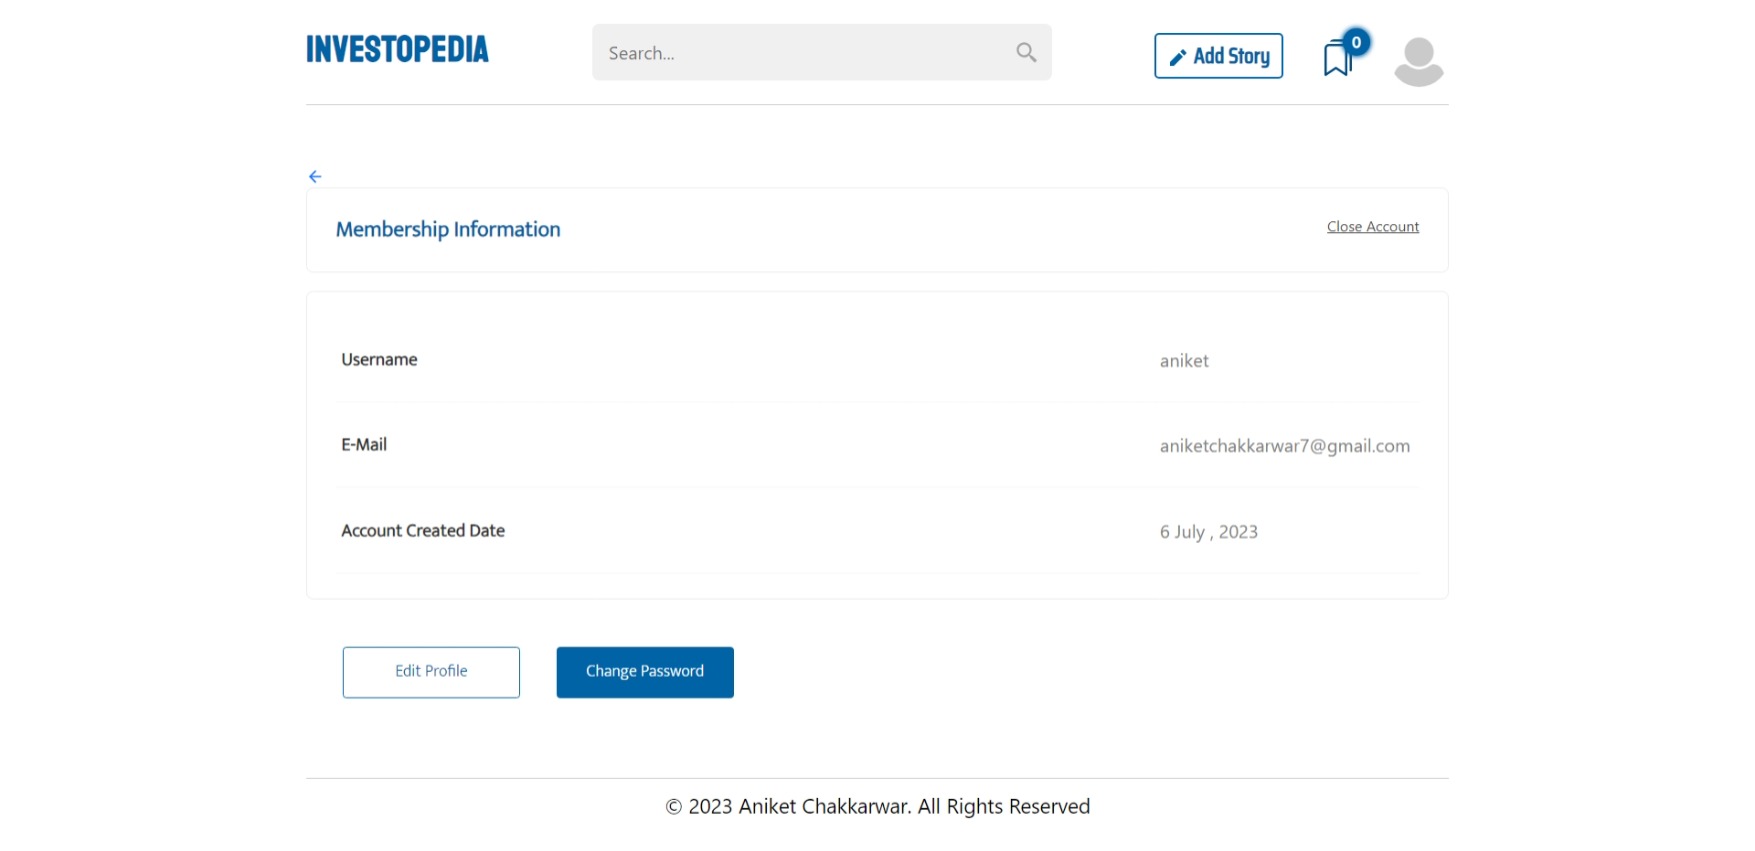 INVESTOPEDIA
Search...
Add Story
0
Membership Information
Close Account
Username
aniket
E-Mail
aniketchakkarwar7@gmail.com
Account Created Date
6 July , 2023
Edit Profile
Change Password
© 2023 Aniket Chakkarwar. All Rights Reserved